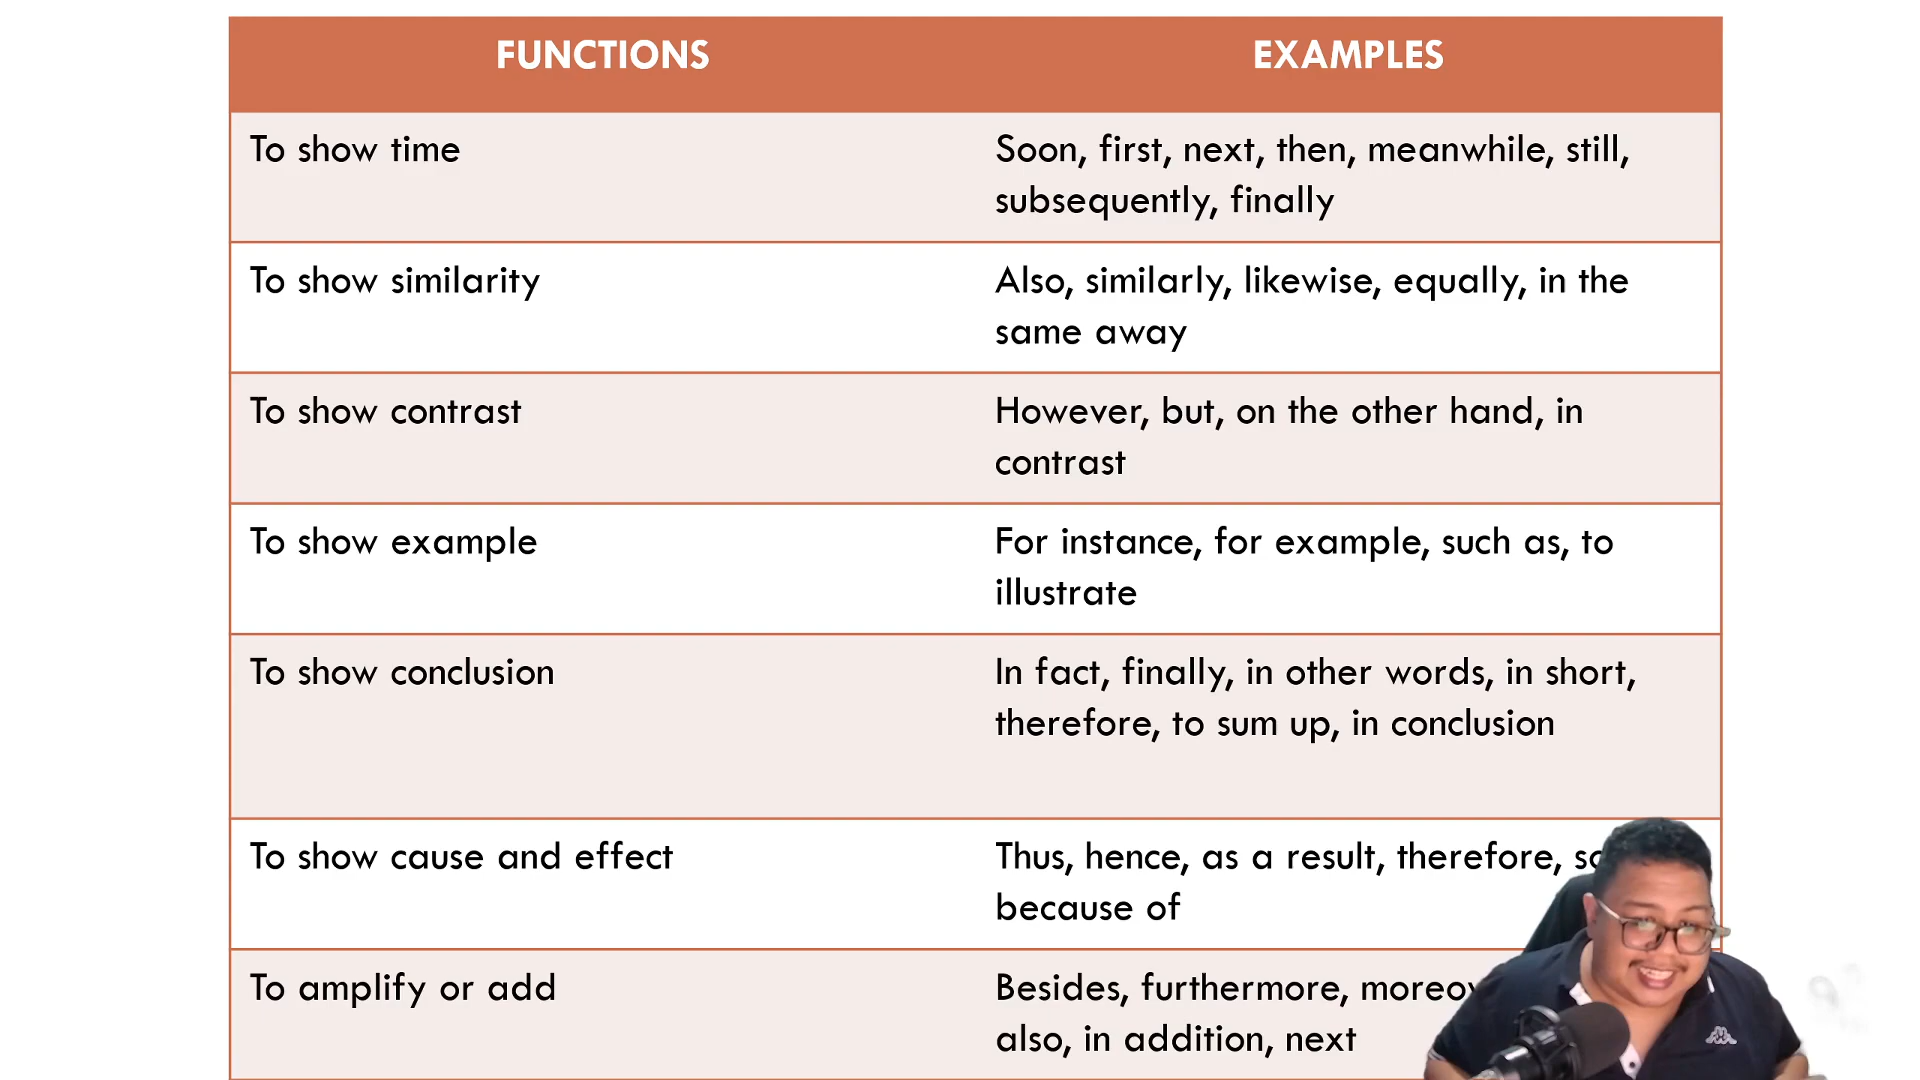 FUNCTIONS EXAMPLES
To show time
Soon, first, next, then, meanwhile, still,
subsequently, finally
To show similarity
Also, similarly, likewise, equally, in the
same away
To show contrast
However, but, on the other hand, in
contrast
To show example
For instance, for example, such as, to
illustrate
To show conclusion
In fact, finally, in other words, in short,
therefore, to sum up, in conclusion
To show cause and effect
Thus, hence, as a result, therefore,
because of
To amplify or add
Besides, furthermore,
also, in addition, next